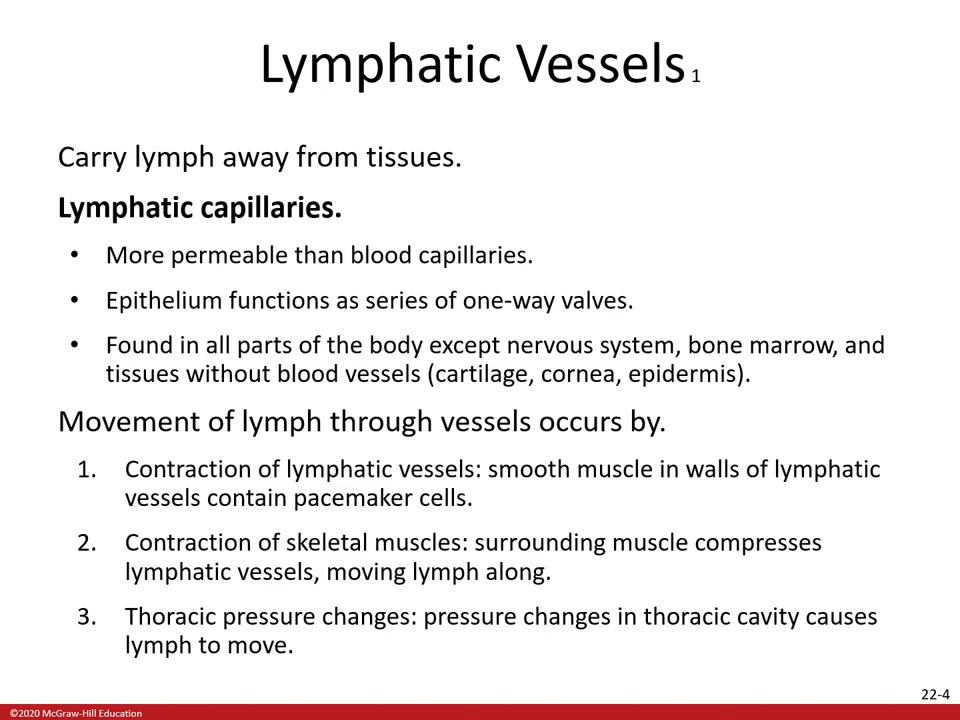 Lymphatic Vessels 1
Carry lymph away from tissues.
Lymphatic capillaries.
• More permeable than blood capillaries.
• Epithelium functions as series of one-way valves.
• Found in all parts of the body except nervous system, bone marrow, and
tissues without blood vessels (cartilage, cornea, epidermis).
Movement of lymph through vessels occurs by.
1. Contraction of lymphatic vessels: smooth muscle in walls of lymphatic
vessels contain pacemaker cells.
2. Contraction of skeletal muscles: surrounding muscle compresses
lymphatic vessels, moving lymph along.
3. Thoracic pressure changes: pressure changes in thoracic cavity causes
lymph to move.
22-4
©2020 McGraw-Hill Education